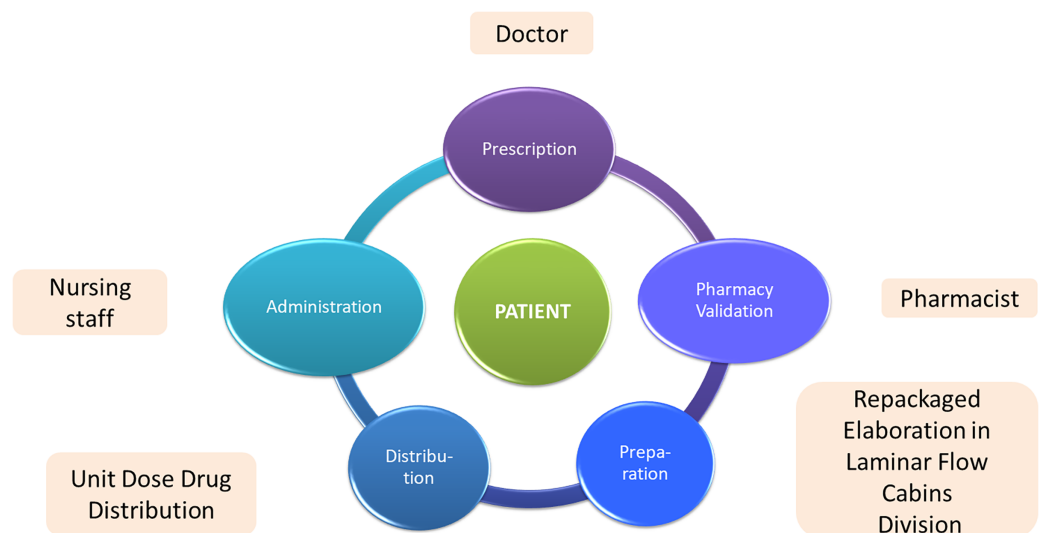 Doctor
Prescription
Nursing
staff
Administration
PATIENT
Pharmacy
Validation
Pharmacist
Unit Dose Drug
Distribution
Distribu-
tion
Prepa-
ration
Repackaged
Elaboration in
Laminar Flow
Cabins
Division